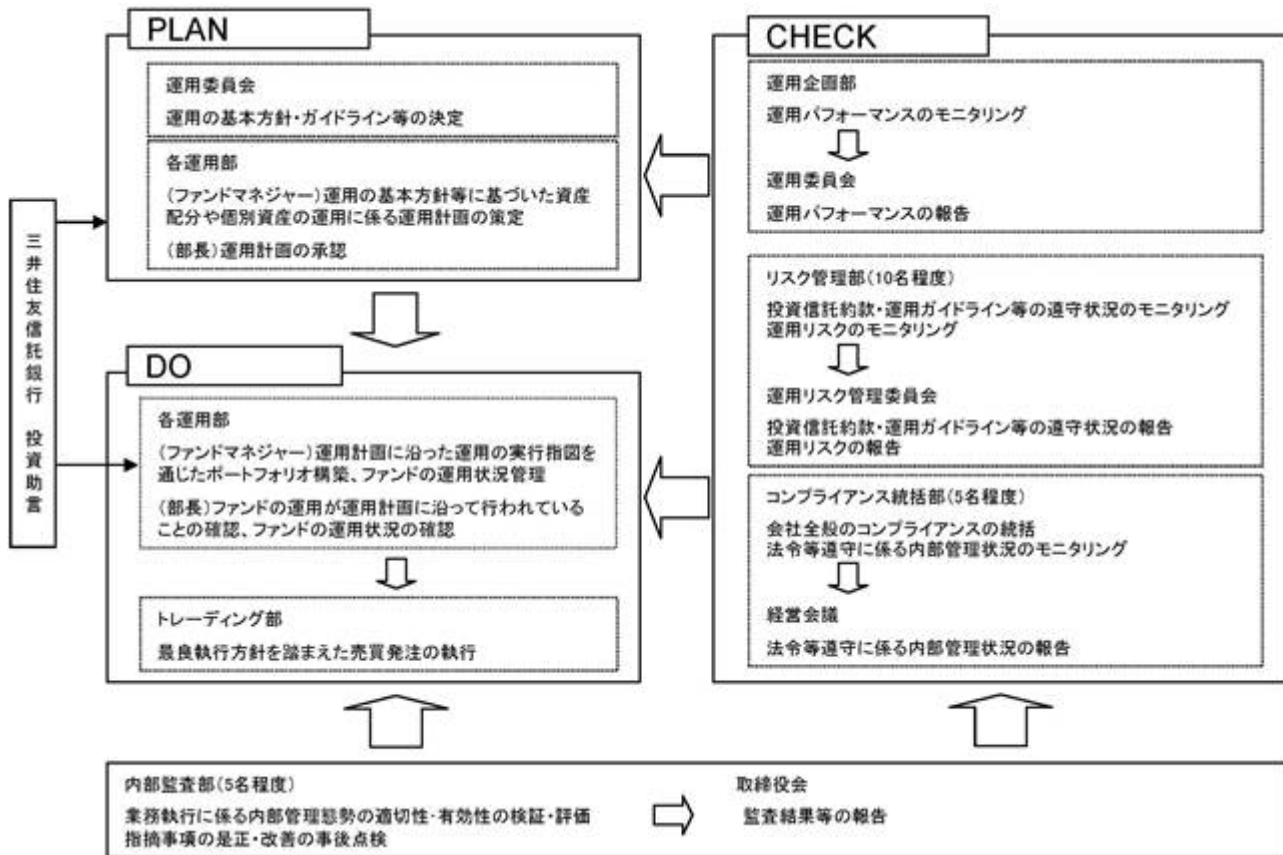 PLAN
運用委員会
運用の基本方針・ガイドライン等の決定
各運用部
(ファンドマネジャー)運用の基本方針等に基づいた資産
配分や個別資産の運用に係る運用計画の策定
(部長)運用計画の承認
三井住友信託銀行 投資助言
DO
各運用部
(ファンドマネジャー)運用計画に沿った運用の実行指図を
通じたポートフォリオ構築、ファンドの運用状況管理
(部長)ファンドの運用が運用計画に沿って行われている
ことの確認、ファンドの運用状況の確認
トレーディング部
最良執行方針を踏まえた売買発注の執行
CHECK
運用企画部
運用パフォーマンスのモニタリング
運用委員会
運用パフォーマンスの報告
リスク管理部(10名程度)
投資信託約款・運用ガイドライン等の遵守状況のモニタリング
運用リスクのモニタリング
運用リスク管理委員会
投資信託約款・運用ガイドライン等の遵守状況の報告
運用リスクの報告
コンプライアンス統括部(5名程度)
会社全般のコンプライアンスの統括
法令等遵守に係る内部管理状況のモニタリング
経営会議
法令等遵守に係る内部管理状況の報告
内部監査部(5名程度)
業務執行に係る内部管理態勢の適切性・有効性の検証・評価
指摘事項の是正・改善の事後点検
取締役会
監査結果等の報告